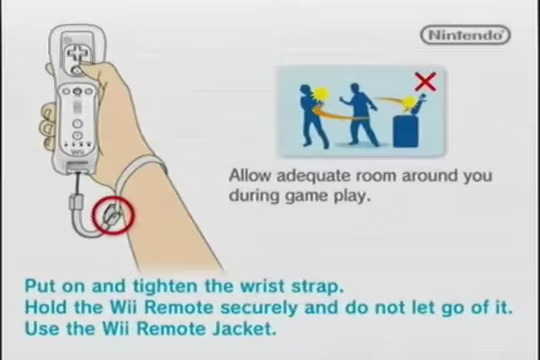 Nintendo
Wii
Allow adequate room around you
during game play.
Put on and tighten the wrist strap.
Hold the Wii Remote securely and do not let go of it.
Use the Wii Remote Jacket.